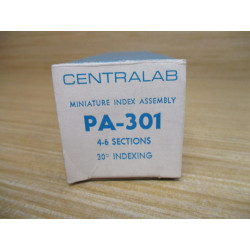 CENTRALAB
MINIATURE INDEX ASSEMBLY
PA-301
4-6 SECTIONS
30° INDEXING